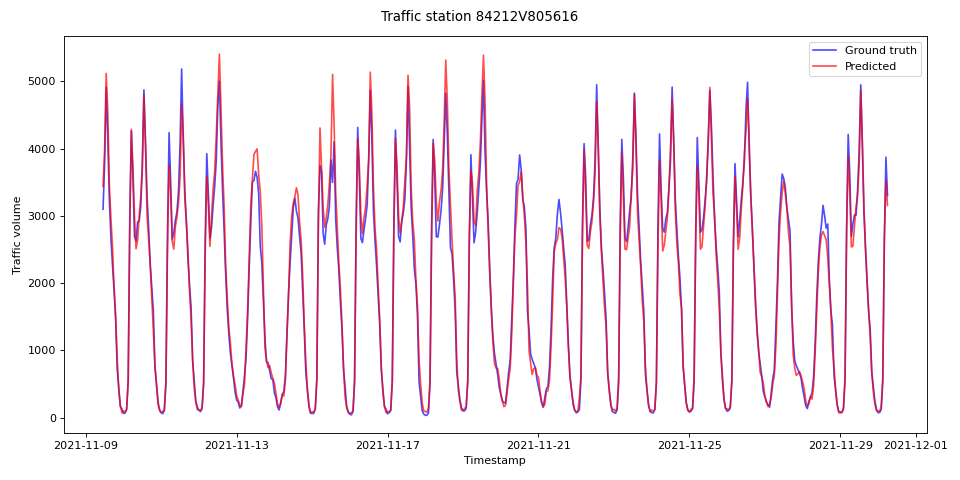 Traffic station 84212V805616
Ground truth
Predicted
Traffic volume
5000
4000
3000
2000
1000
0
2021-11-09
2021-11-13
2021-11-17
2021-11-21
2021-11-25
2021-11-29
2021-12-01
Timestamp